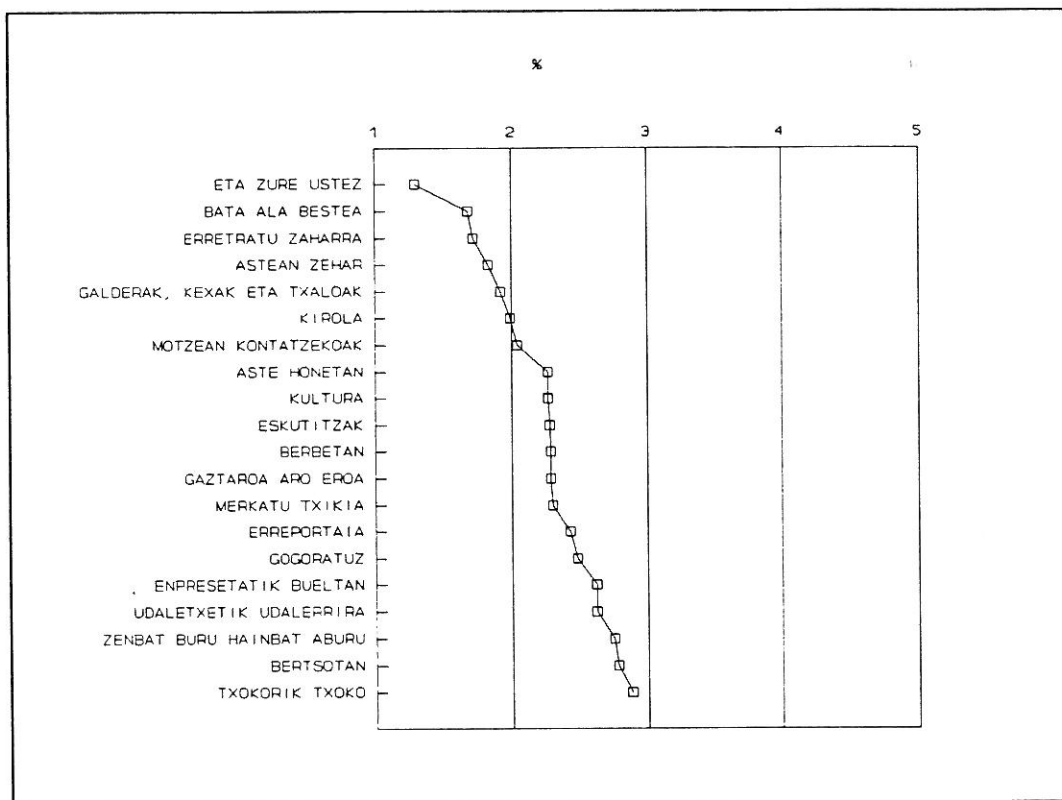 %
1 2 3 4 5
ETA ZURE USTEZ
BATA ALA BESTEA
ERRETRATU ZAHARRA
ASTEAN ZEHAR
GALDERAK, KEXAK ETA TXALOAK
KIROLA
MOTZEAN KONTATZEKOAK
ASTE HONETAN
KULTURA
ESKUTITZAK
BERBETAN
GAZTAROA ARO EROA
MERKATU TXIKIA
ERREPORTAIA
GOGORATUZ
ENPRESETATIK BUELTAN
UDALETXETIK UDALERRIRA
ZENBAT BURU HAINBAT ABURU
BERTSOTAN
TXOKORIK TXOKO